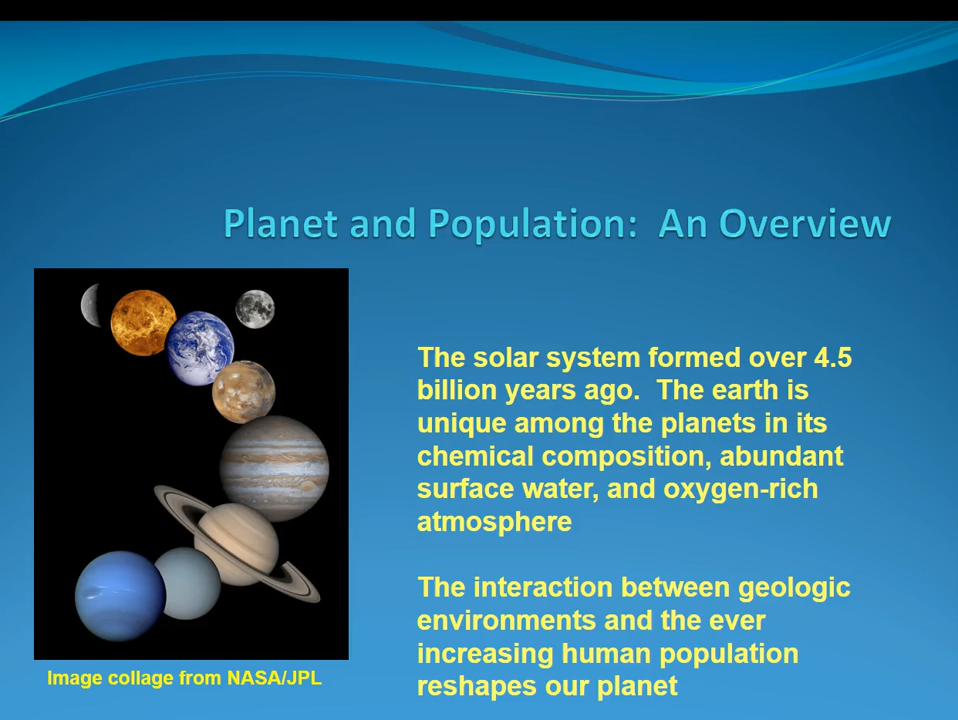 Planet and Population:  An Overview
The solar system formed over 4.5
billion years ago.  The earth is
unique among the planets in its
chemical composition, abundant
surface water, and oxygen-rich
atmosphere
The interaction between geologic
environments and the ever
increasing human population
reshapes our planet
Image collage from NASA/JPL